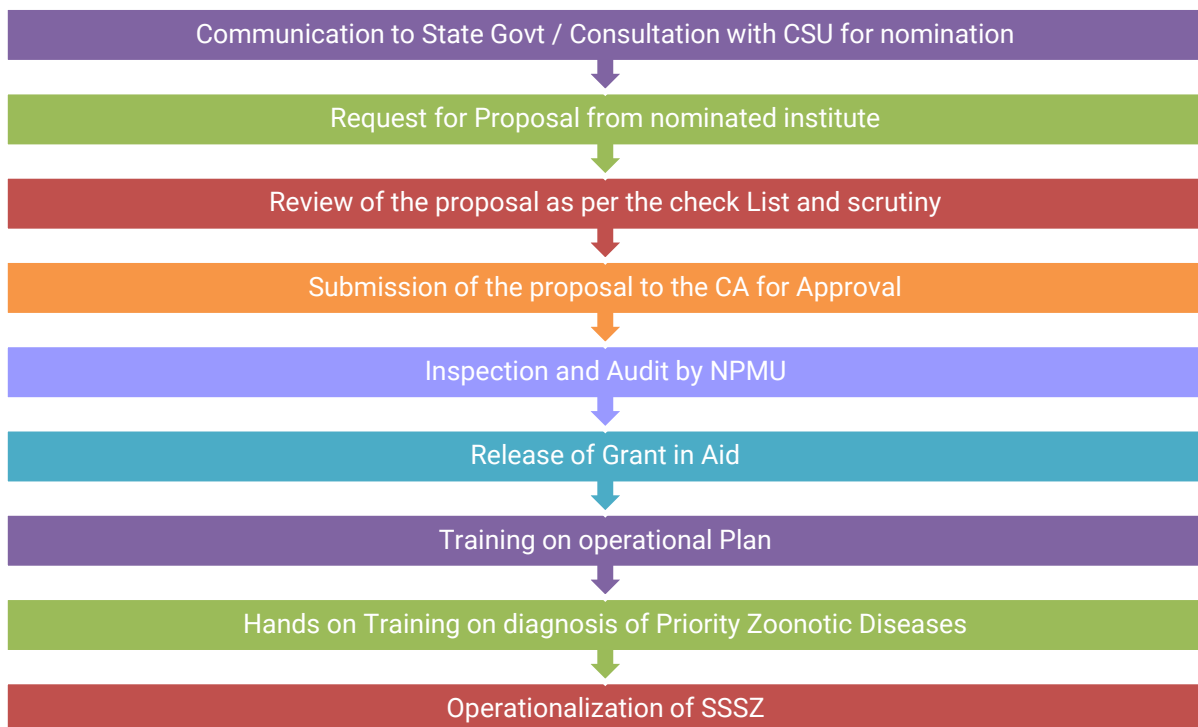 Communication to State Govt / Consultation with CSU for nomination
Request for Proposal from nominated institute
Review of the proposal as per the check List and scrutiny
Submission of the proposal to the CA for Approval
Inspection and Audit by NPMU
Release of Grant in Aid
Training on operational Plan
Hands on Training on diagnosis of Priority Zoonotic Diseases
Operationalization of SSSZ